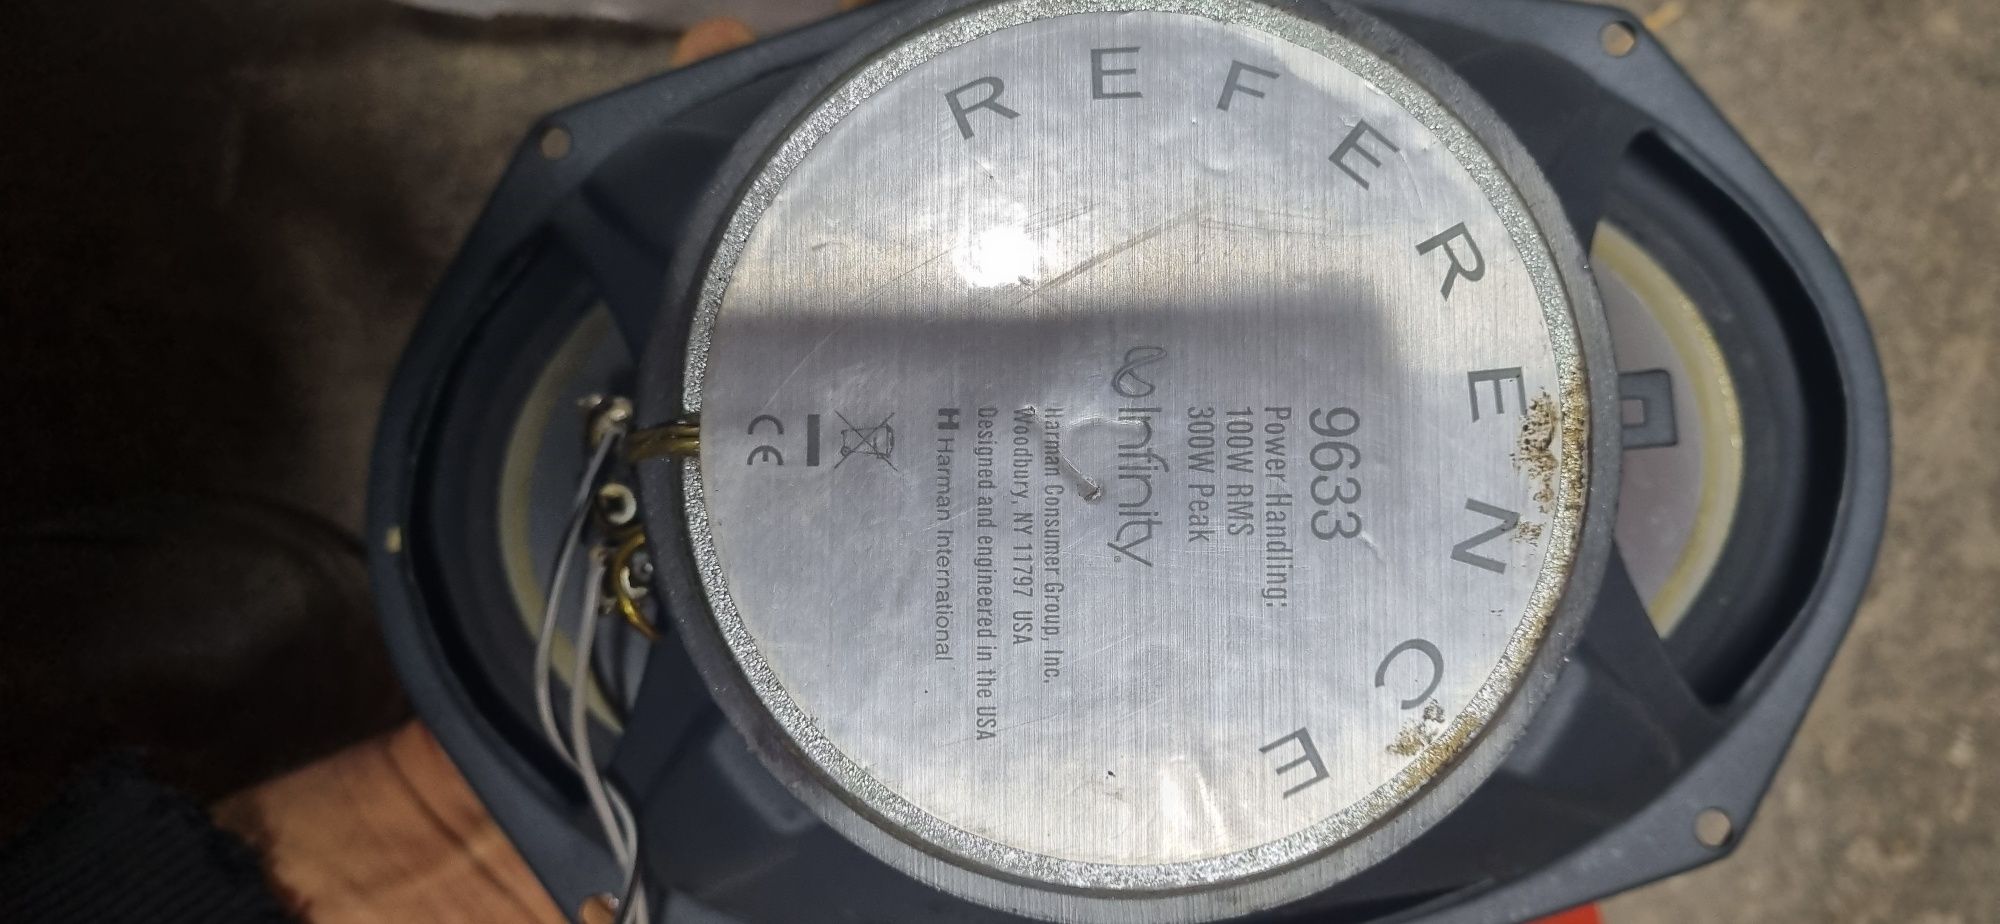 REFERENCE
9633
Power Handling:
100W RMS
300W Peak
Infinity®
Harman Consumer Group, Inc,
Woodbury, NY 11797 USA
Designed and engineered in the USA
H Harman International
CE